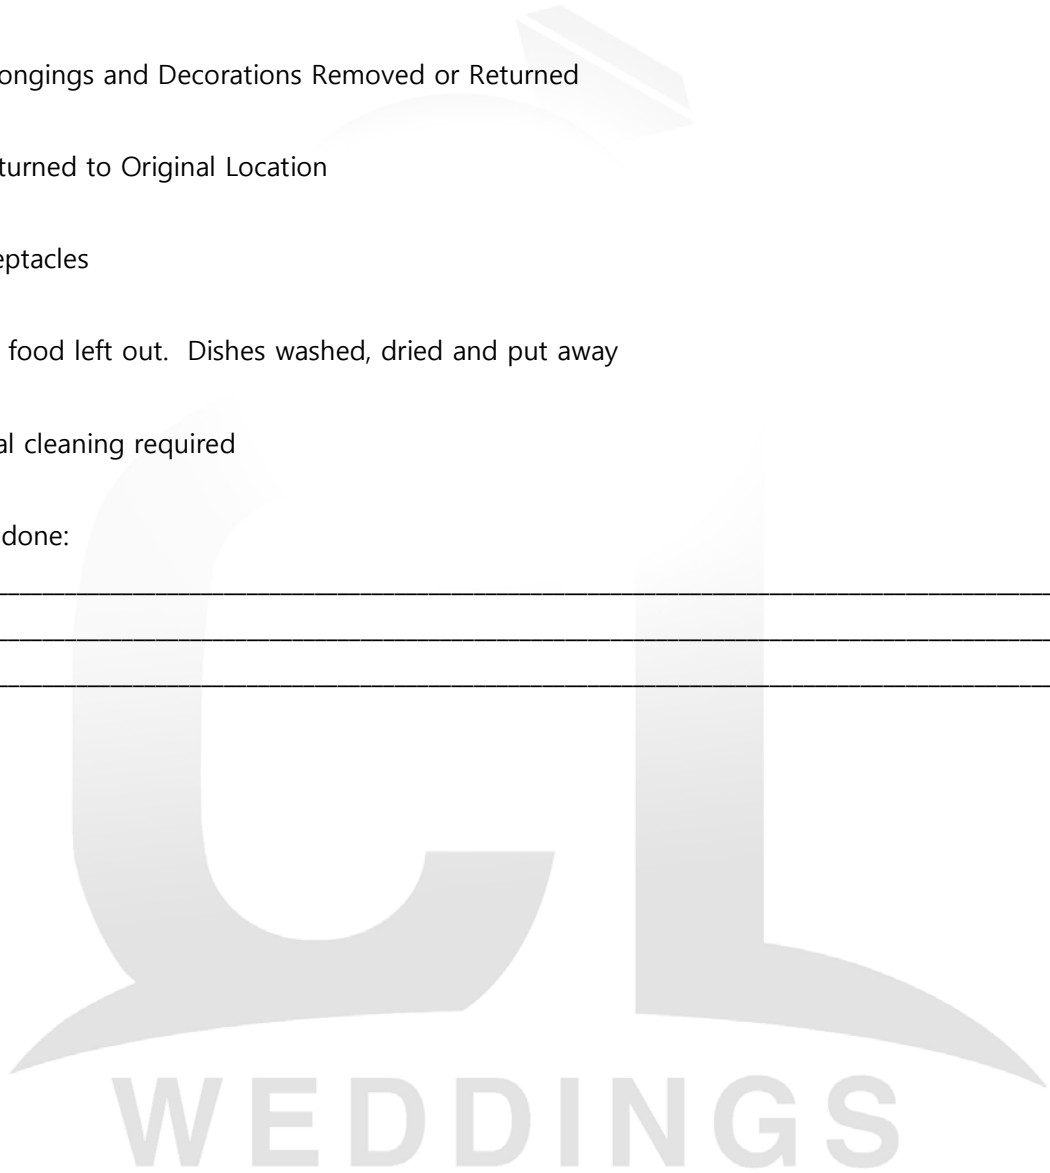 ongings and Decorations Removed or Returned
turned to Original Location
eptacles
food left out.  Dishes washed, dried and put away
al cleaning required
done:
CL
WEDDINGS